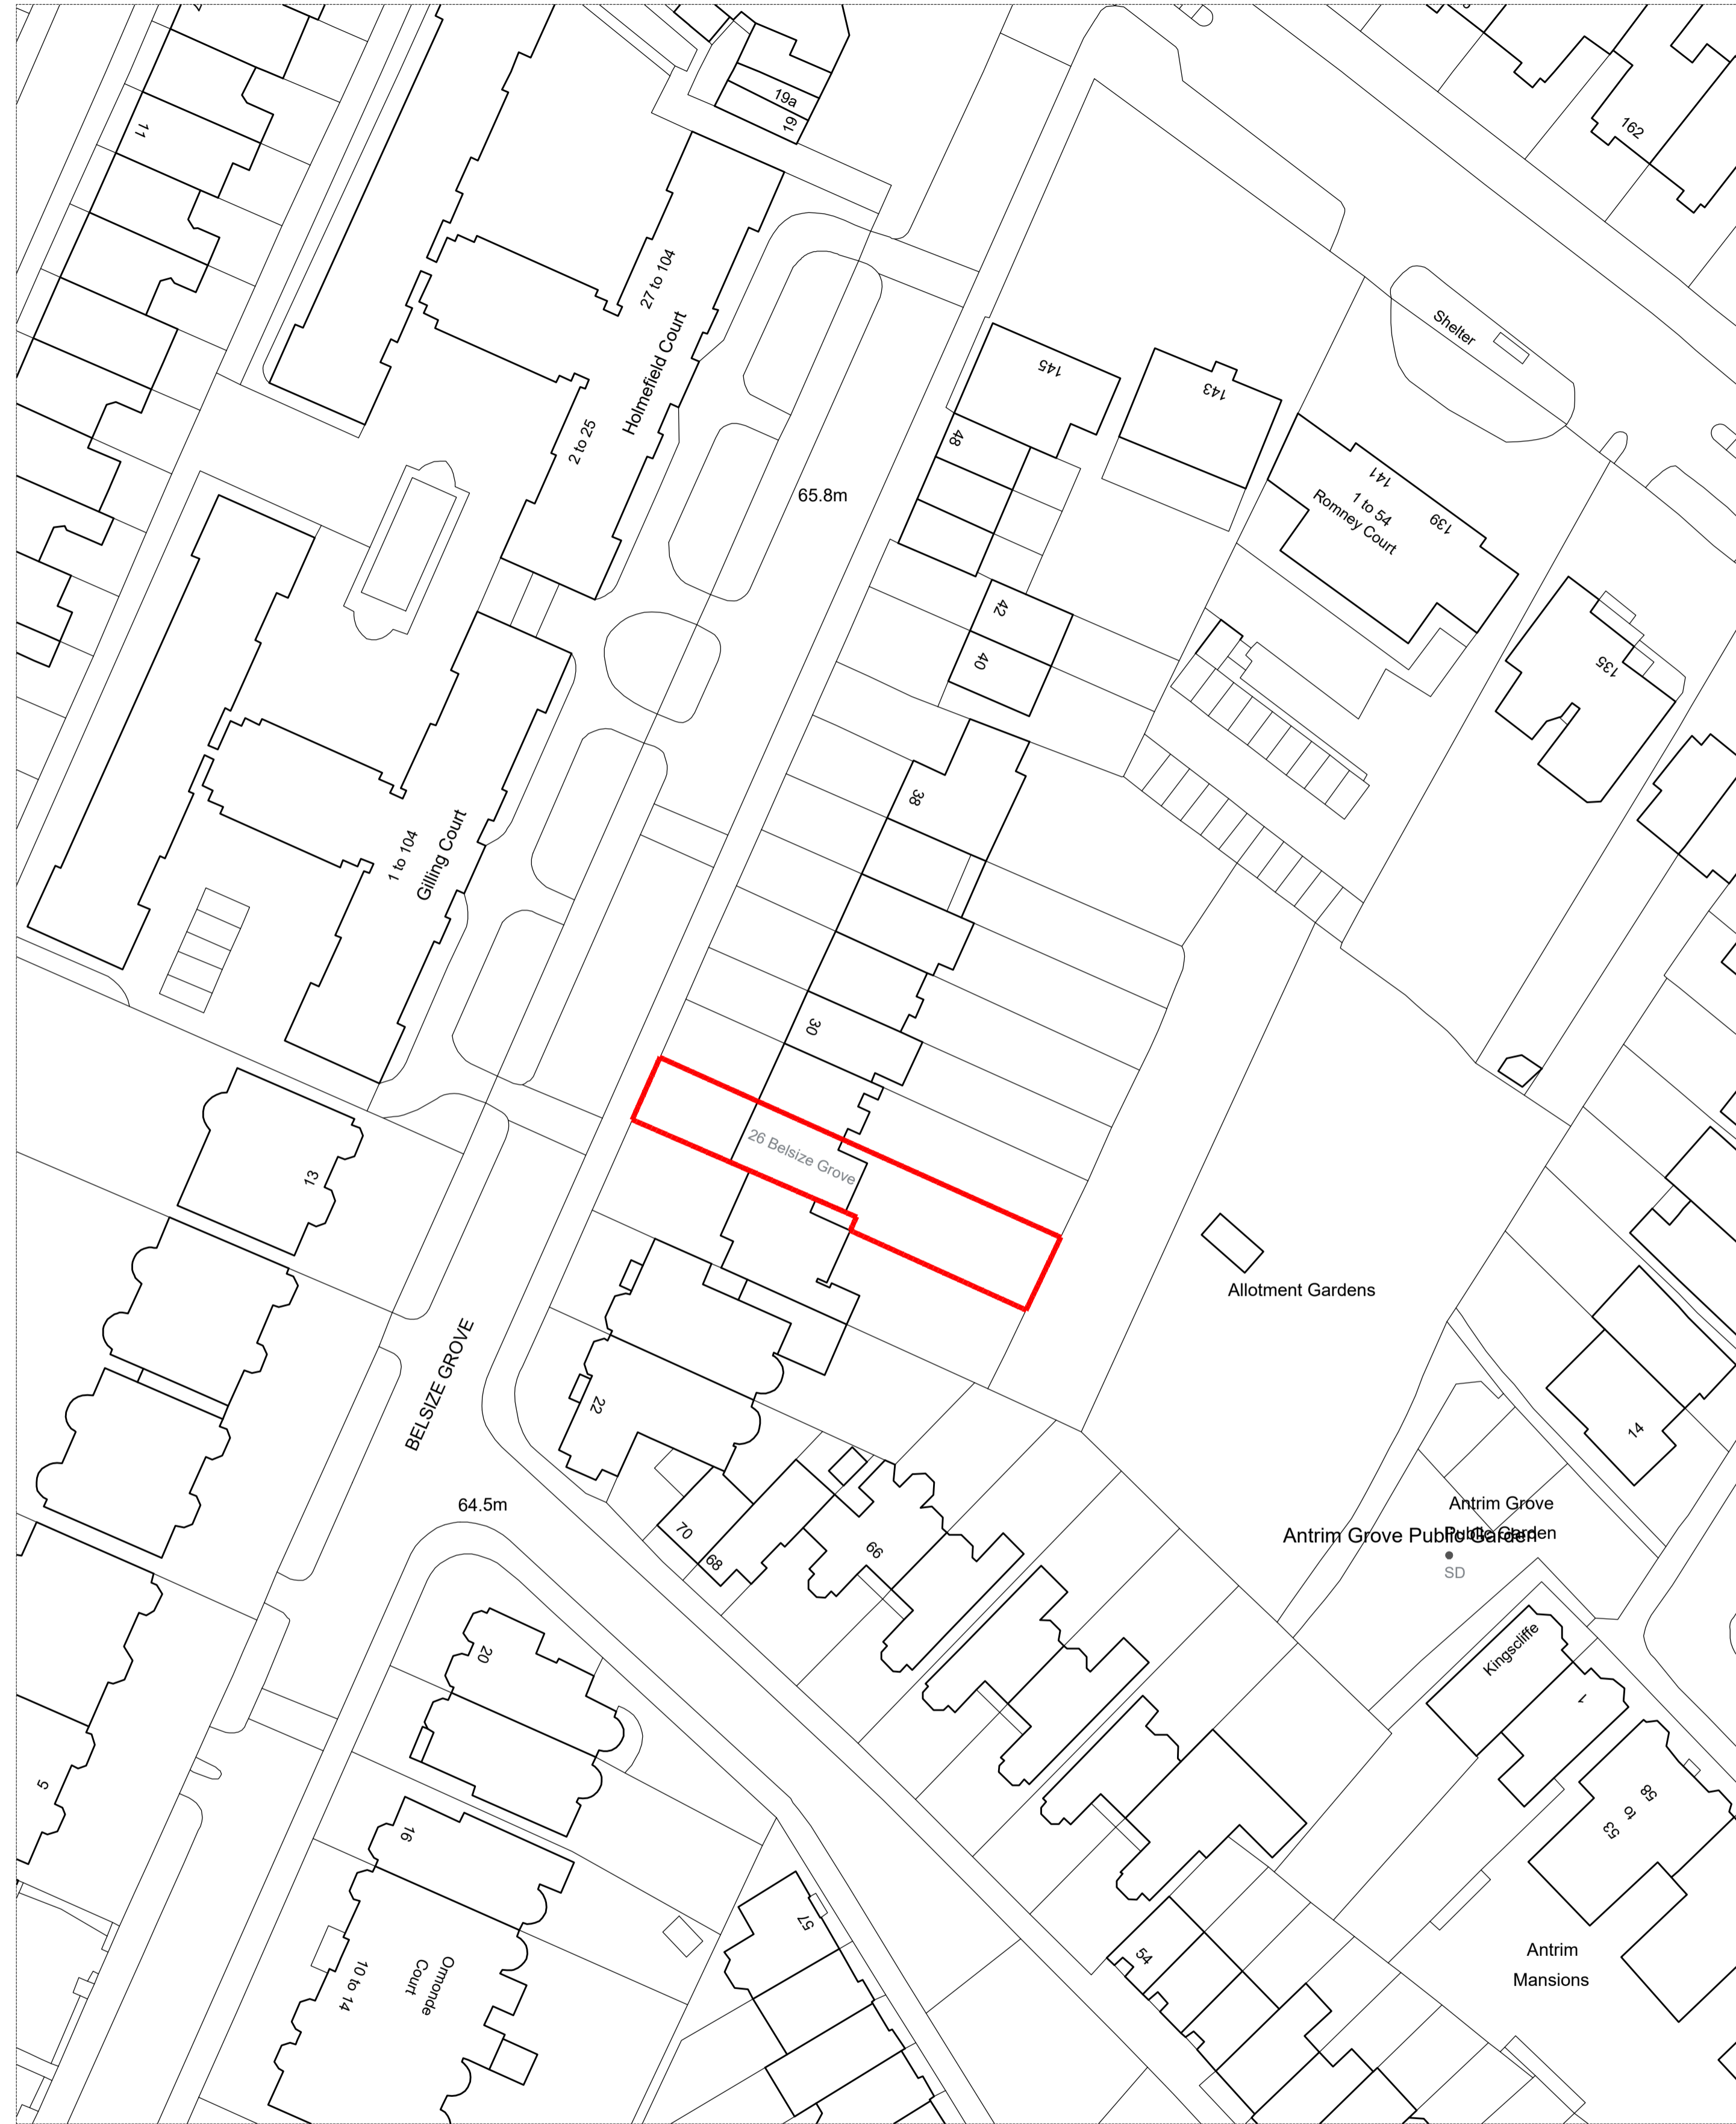 11
19a
19
162
27 to 104
Holmefield Court
2 to 25
65.8m
Shelter
145
143
48
141
1 to 54
Romney Court
139
42
40
135
38
1 to 104
Gilling Court
30
26 Belsize Grove
13
Allotment Gardens
BELSIZE GROVE
22
14
64.5m
70
68
66
Antrim Grove
Public Garden
Antrim Grove Public Garden
SD
20
Kingscliffe
1
5
16
58
to
53
57
54
10 to 14
Ormonde
Court
Antrim
Mansions